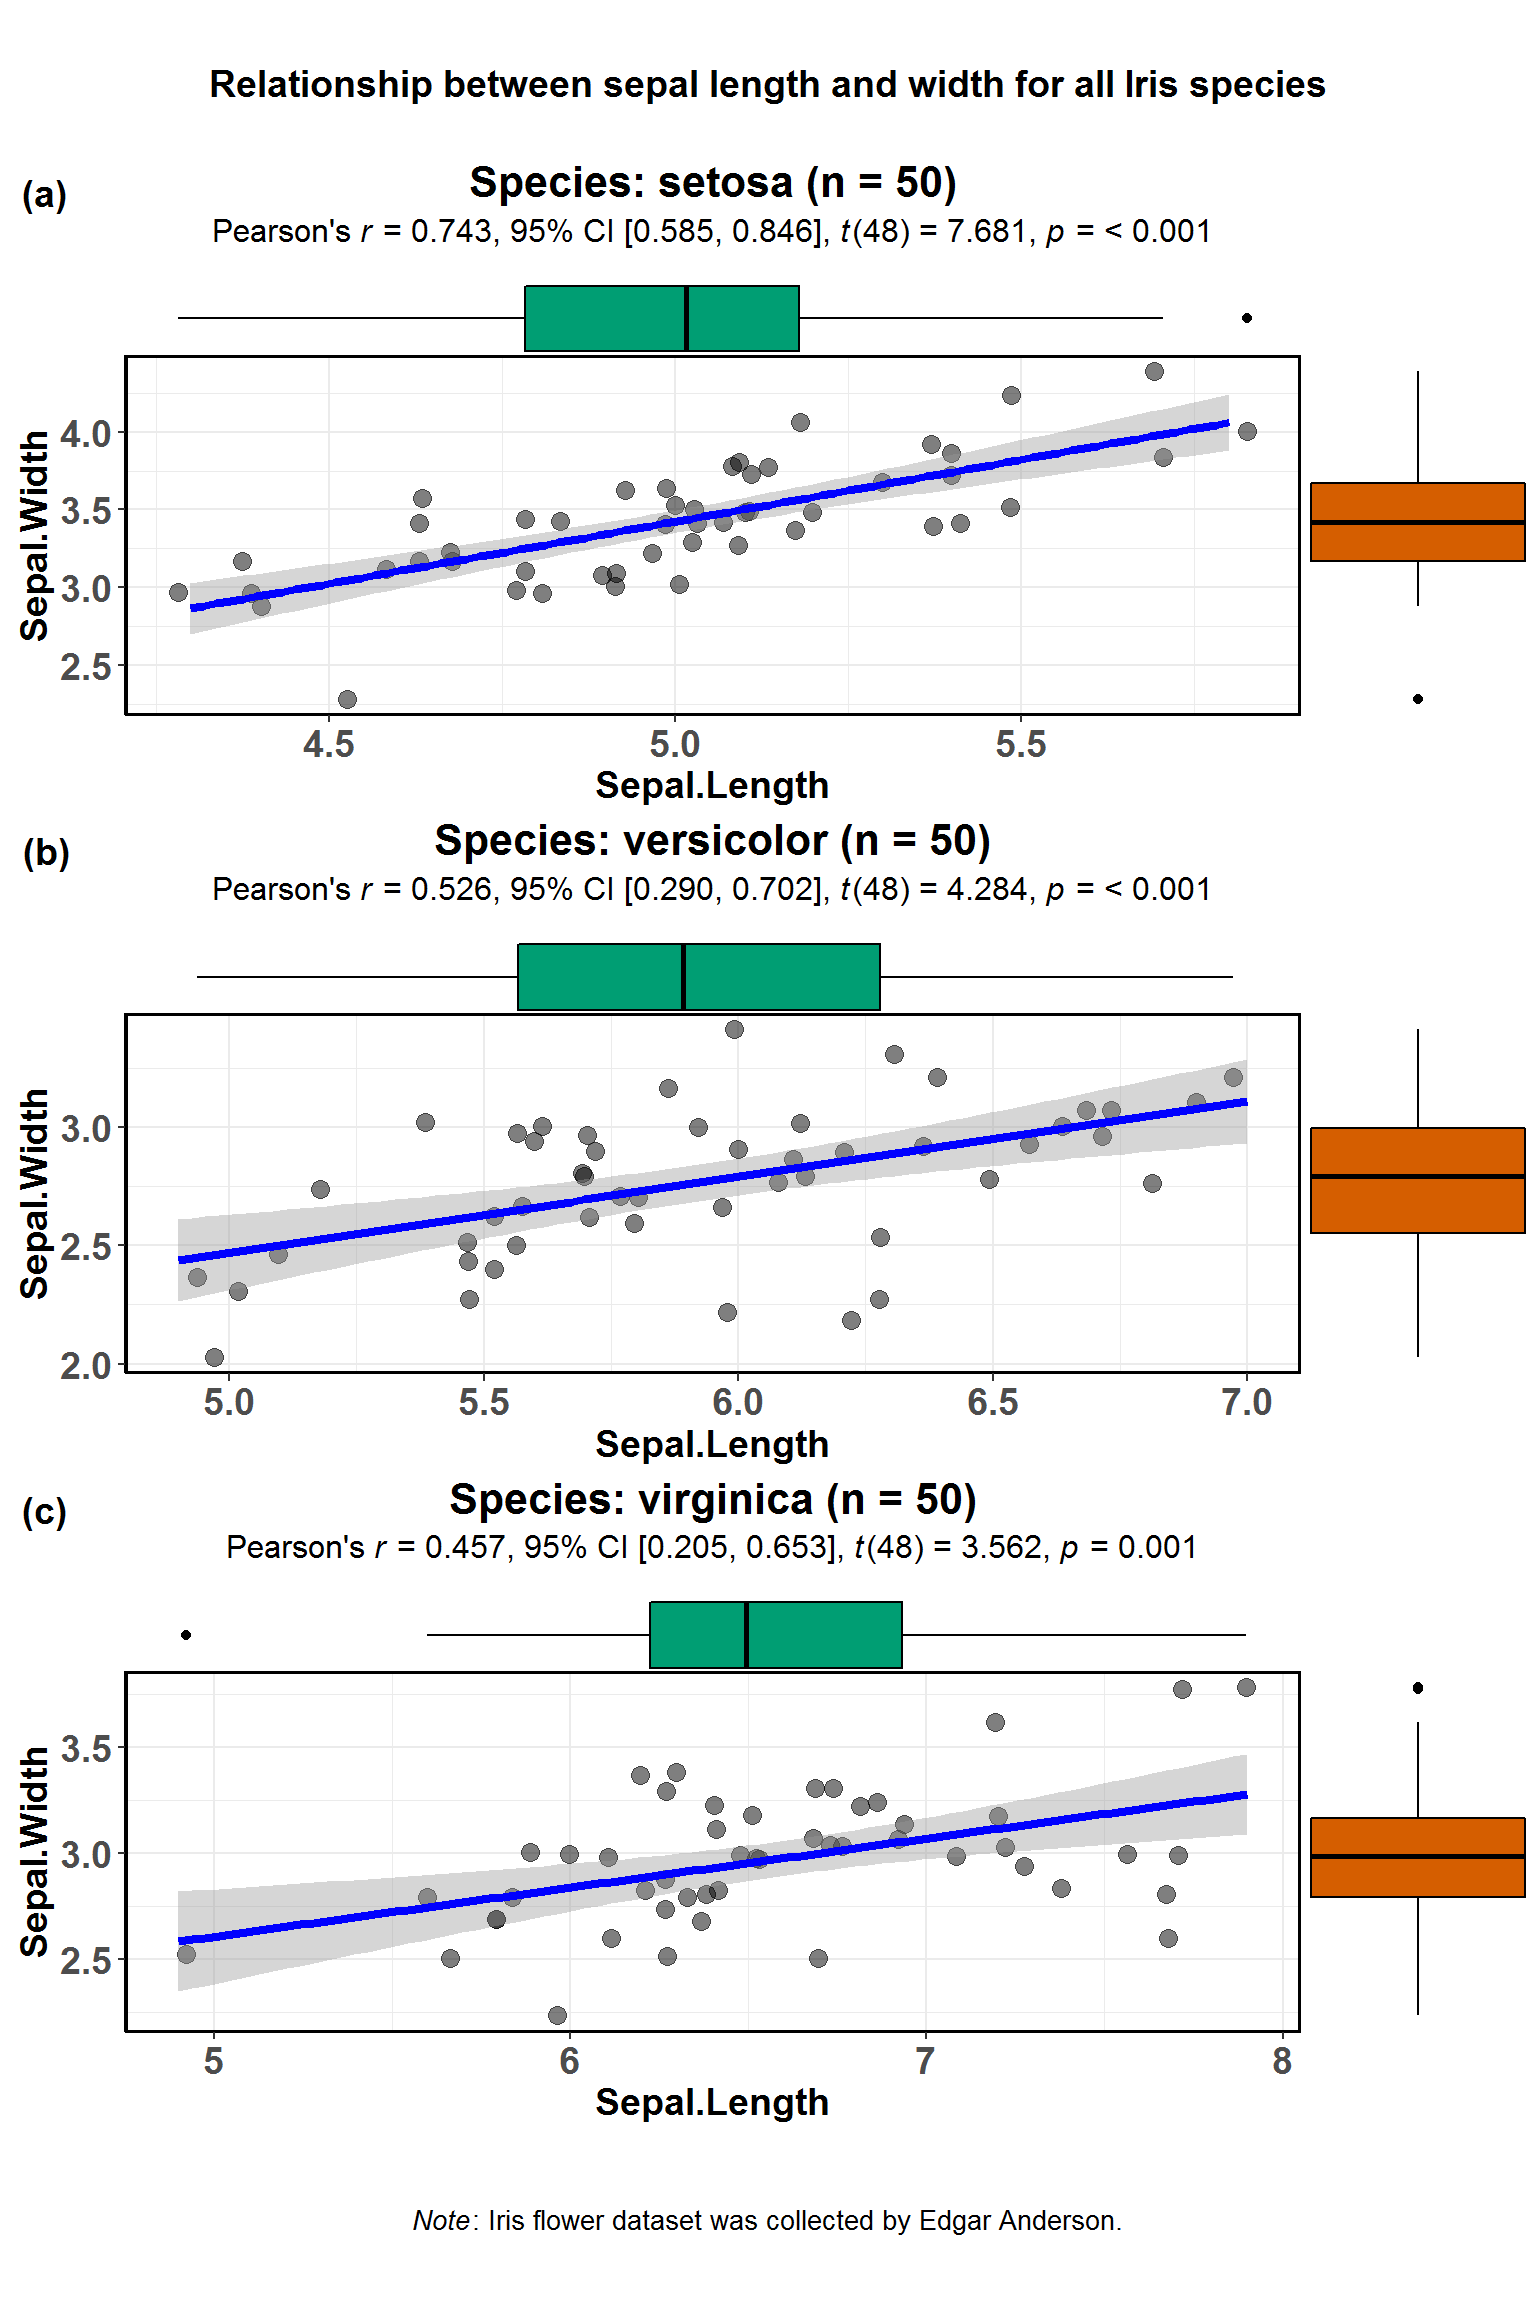 Relationship between sepal length and width for all Iris species
(a)
Species: setosa (n = 50)
Pearson's r = 0.743, 95% CI [0.585, 0.846], t(48) = 7.681, p = < 0.001
Sepal.Width
4.0
3.5
3.0
2.5
4.5 5.0 5.5
Sepal.Length
(b)
Species: versicolor (n = 50)
Pearson's r = 0.526, 95% CI [0.290, 0.702], t(48) = 4.284, p = < 0.001
Sepal.Width
3.0
2.5
2.0
5.0 5.5 6.0 6.5 7.0
Sepal.Length
(c)
Species: virginica (n = 50)
Pearson's r = 0.457, 95% CI [0.205, 0.653], t(48) = 3.562, p = 0.001
Sepal.Width
3.5
3.0
2.5
5 6 7 8
Sepal.Length
Note: Iris flower dataset was collected by Edgar Anderson.